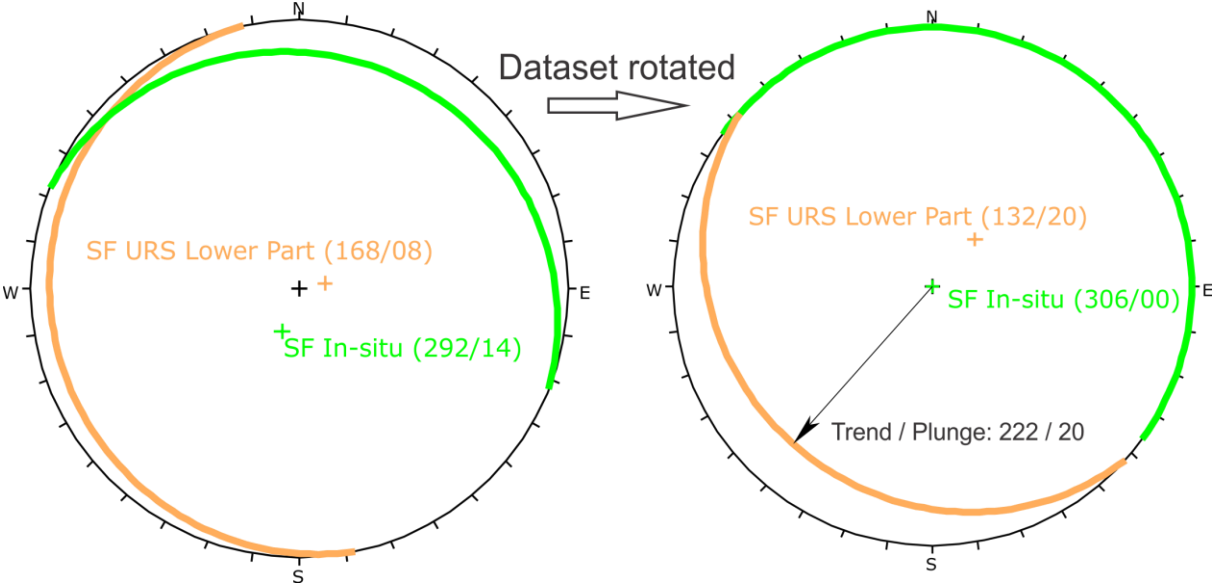 N
N
Dataset rotated
SF URS Lower Part (168/08)
SF URS Lower Part (132/20)
W
E
W
E
SF In-situ (306/00)
SF In-situ (292/14)
Trend / Plunge: 222 / 20
S
S